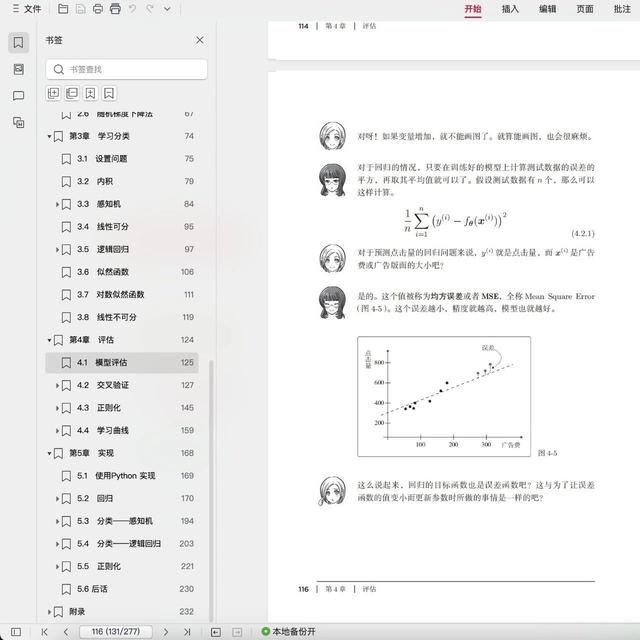 文件
开始 插入 编辑 页面 批注
书签
书签查找
2.6 随机梯度下降法 67
第3章 学习分类 74
3.1 设置问题 75
3.2 内积 79
3.3 感知机 84
3.4 线性可分 95
3.5 逻辑回归 97
3.6 似然函数 106
3.7 对数似然函数 111
3.8 线性不可分 119
第4章 评估 124
4.1 模型评估 125
4.2 交叉验证 127
4.3 正则化 145
4.4 学习曲线 159
第5章 实现 168
5.1 使用Python 实现 169
5.2 回归 170
5.3 分类——感知机 194
5.4 分类——逻辑回归 203
5.5 正则化 221
5.6 后话 230
附录 232
114 | 第 4 章 | 评估
对呀！如果变量增加，就不能画图了。就算能画图，也会很麻烦。
对于回归的情况，只要在训练好的模型上计算测试数据的误差的
平方，再取其平均值就可以了。假设测试数据有 n 个，那么可以
这样计算。
1/n ∑_{i=1}^{n} (y^{(i)} − f_θ(x^{(i)}))^2
(4.2.1)
对于预测点击量的回归问题来说，y^{(i)} 就是点击量，而 x^{(i)} 是广告
费或广告版面的大小吧？
是的。这个值被称为均方误差或者 MSE，全称 Mean Square Error
（图 4-5）。这个误差越小，精度就越高，模型也就越好。
点击量
误差
800
600
400
200
100 200 300 广告费
图 4-5
这么说起来，回归的目标函数也是误差函数吧？这与为了让误差
函数的值变小而更新参数时所做的事情是一样的吧？
116 | 第 4 章 | 评估
116 (131/277)
本地备份开